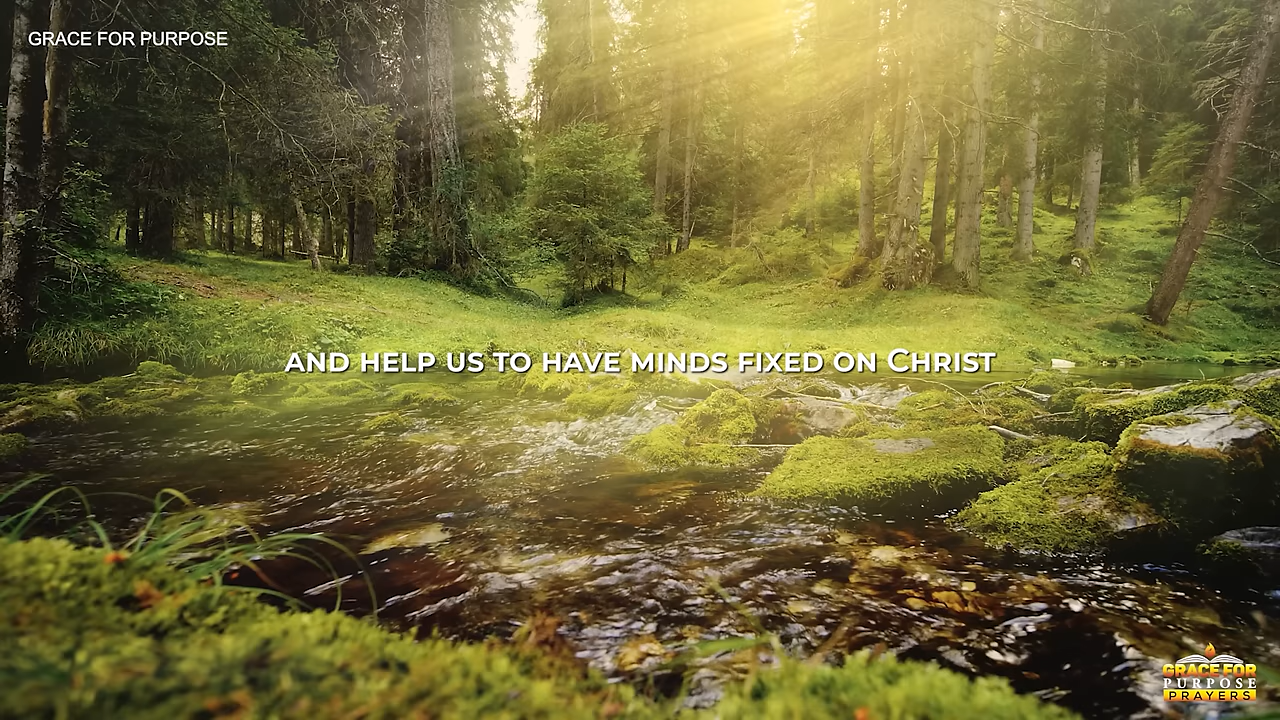 GRACE FOR PURPOSE
AND HELP US TO HAVE MINDS FIXED ON CHRIST
GRACE FOR
PURPOSE
PRAYERS